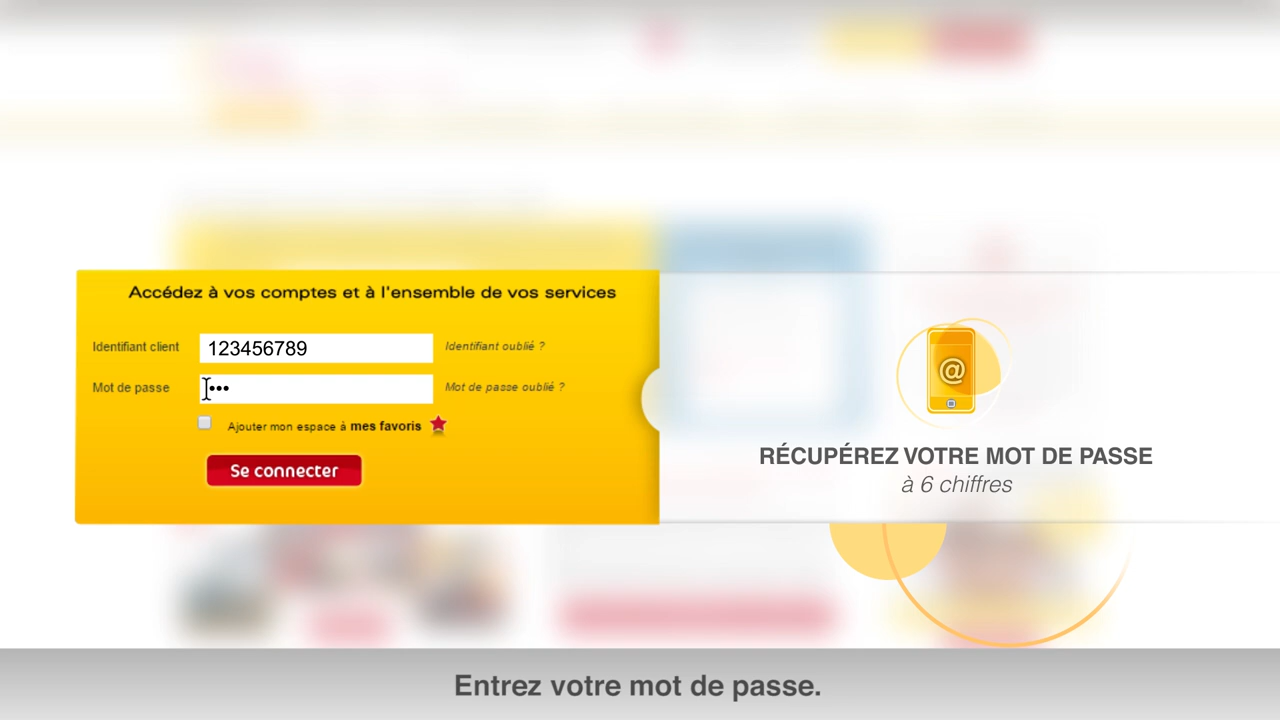 Accédez à vos comptes et à l'ensemble de vos services
Identifiant client 123456789 Identifiant oublié ?
Mot de passe ••• Mot de passe oublié ?
Ajouter mon espace à mes favoris
Se connecter
@
RÉCUPÉREZ VOTRE MOT DE PASSE
à 6 chiffres
Entrez votre mot de passe.